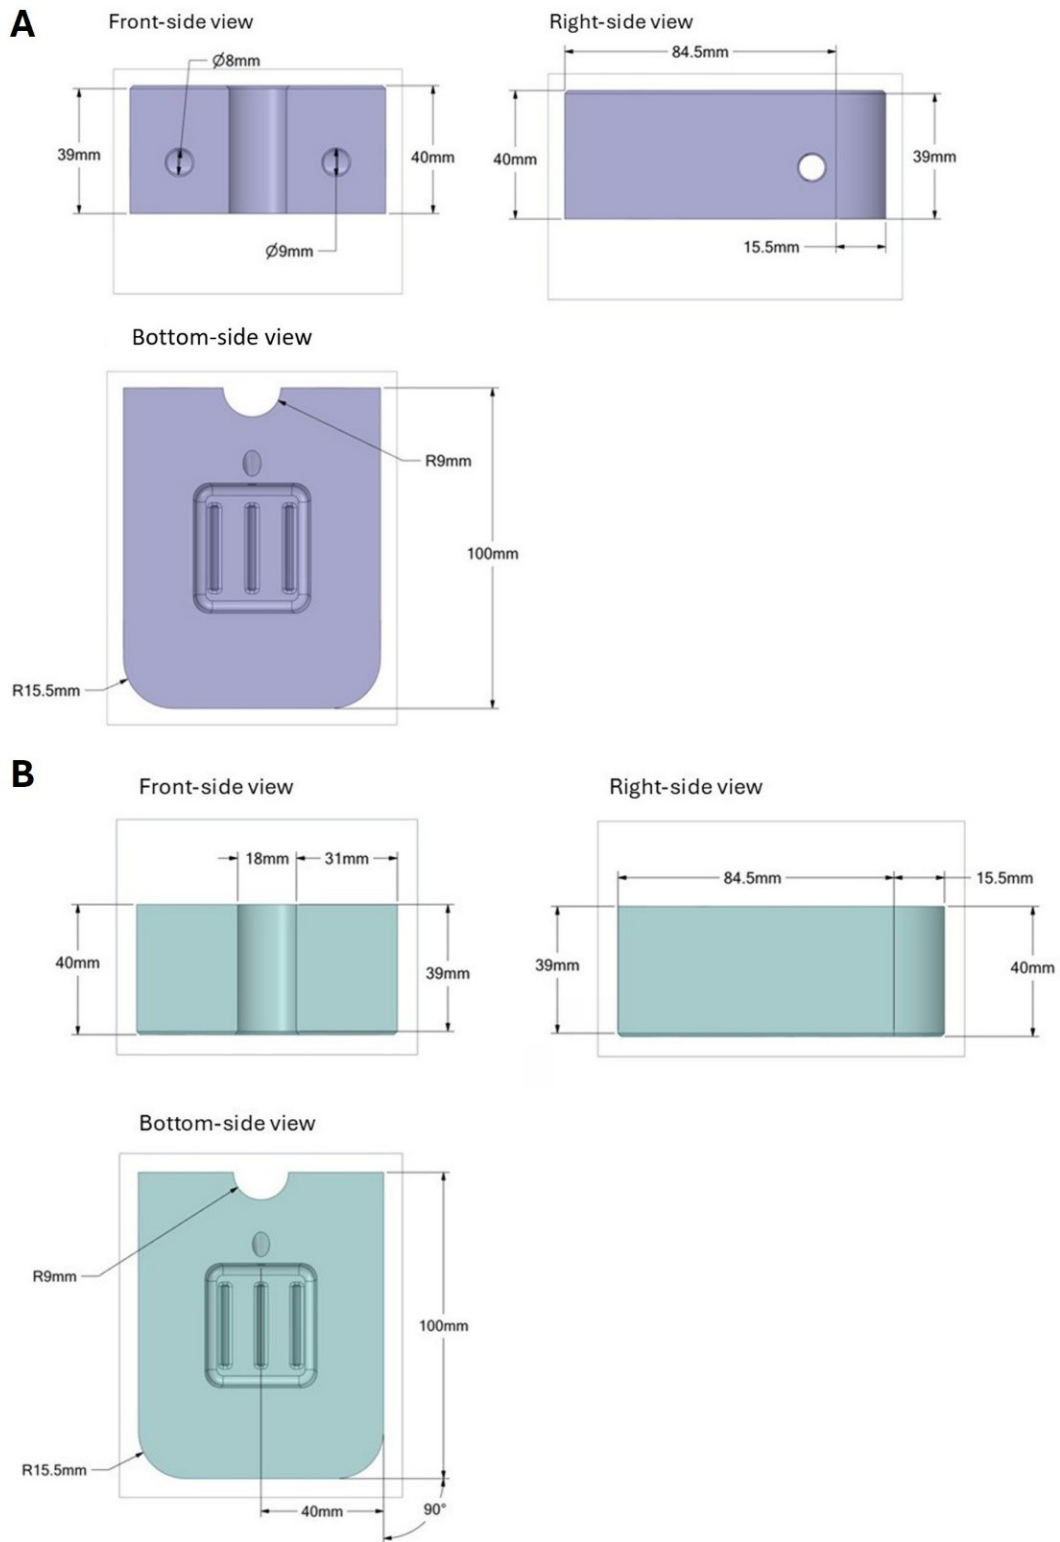 A
Front-side view
Right-side view
Ø8mm
84.5mm
39mm
40mm
40mm
39mm
Ø9mm
15.5mm
Bottom-side view
R9mm
100mm
R15.5mm
B
Front-side view
Right-side view
18mm
31mm
84.5mm
15.5mm
40mm
39mm
39mm
40mm
Bottom-side view
R9mm
100mm
R15.5mm
40mm
90°